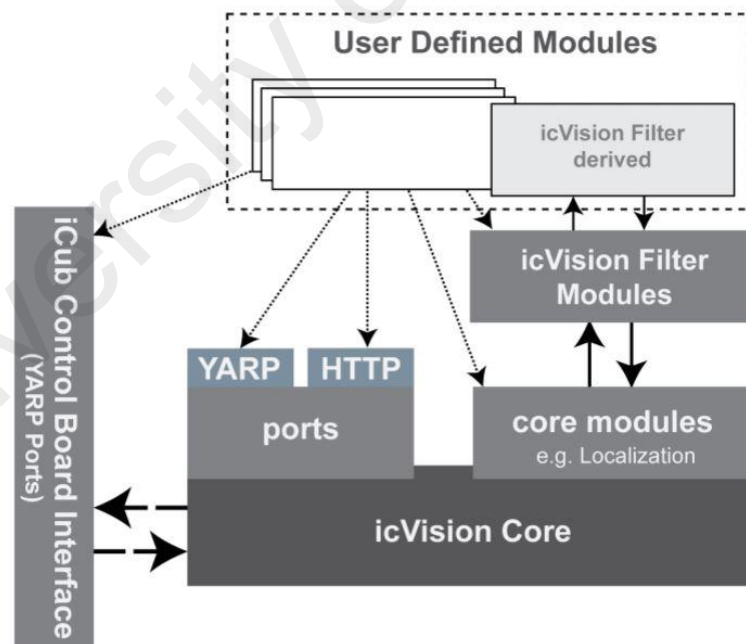 User Defined Modules
icVision Filter
derived
iCub Control Board Interface
(YARP Ports)
icVision Filter
Modules
YARP
HTTP
ports
core modules
e.g. Localization
icVision Core